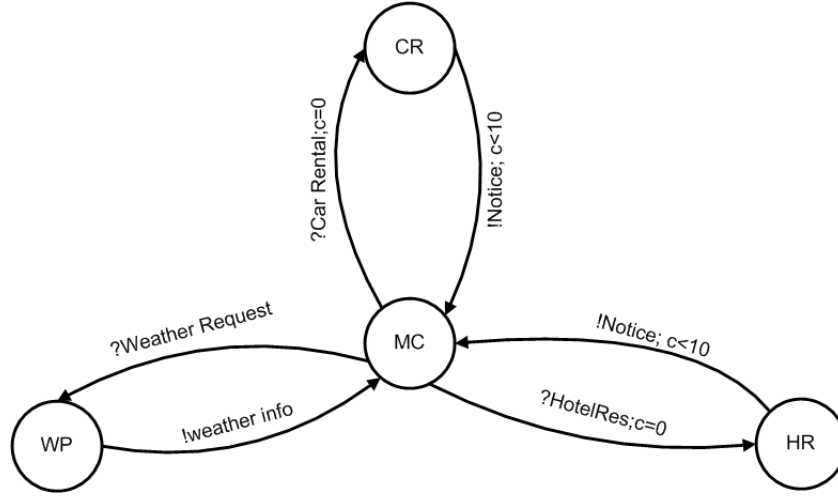 CR
?Car Rental;c=0
!Notice; c<10
MC
?Weather Request
!weather info
WP
!Notice; c<10
?HotelRes;c=0
HR